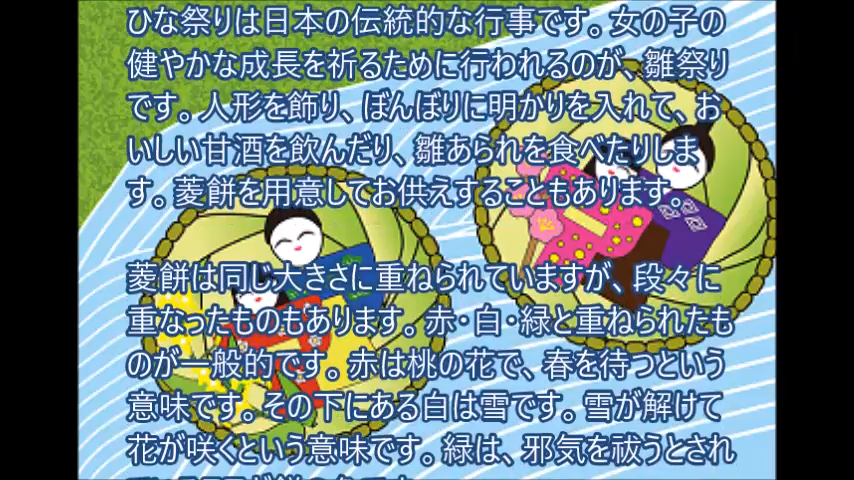 ひな祭りは日本の伝統的な行事です。女の子の
健やかな成長を祈るために行われるのが、雛祭り
です。人形を飾り、ぼんぼりに明かりを入れて、お
いしい甘酒を飲んだり、雛あられを食べたりしま
す。菱餅を用意してお供えすることもあります。
菱餅は同じ大きさに重ねられていますが、段々に
重なったものもあります。赤・白・緑と重ねられたも
のが一般的です。赤は桃の花で、春を待つという
意味です。その下にある白は雪です。雪が解けて
花が咲くという意味です。緑は、邪気を祓うとされ